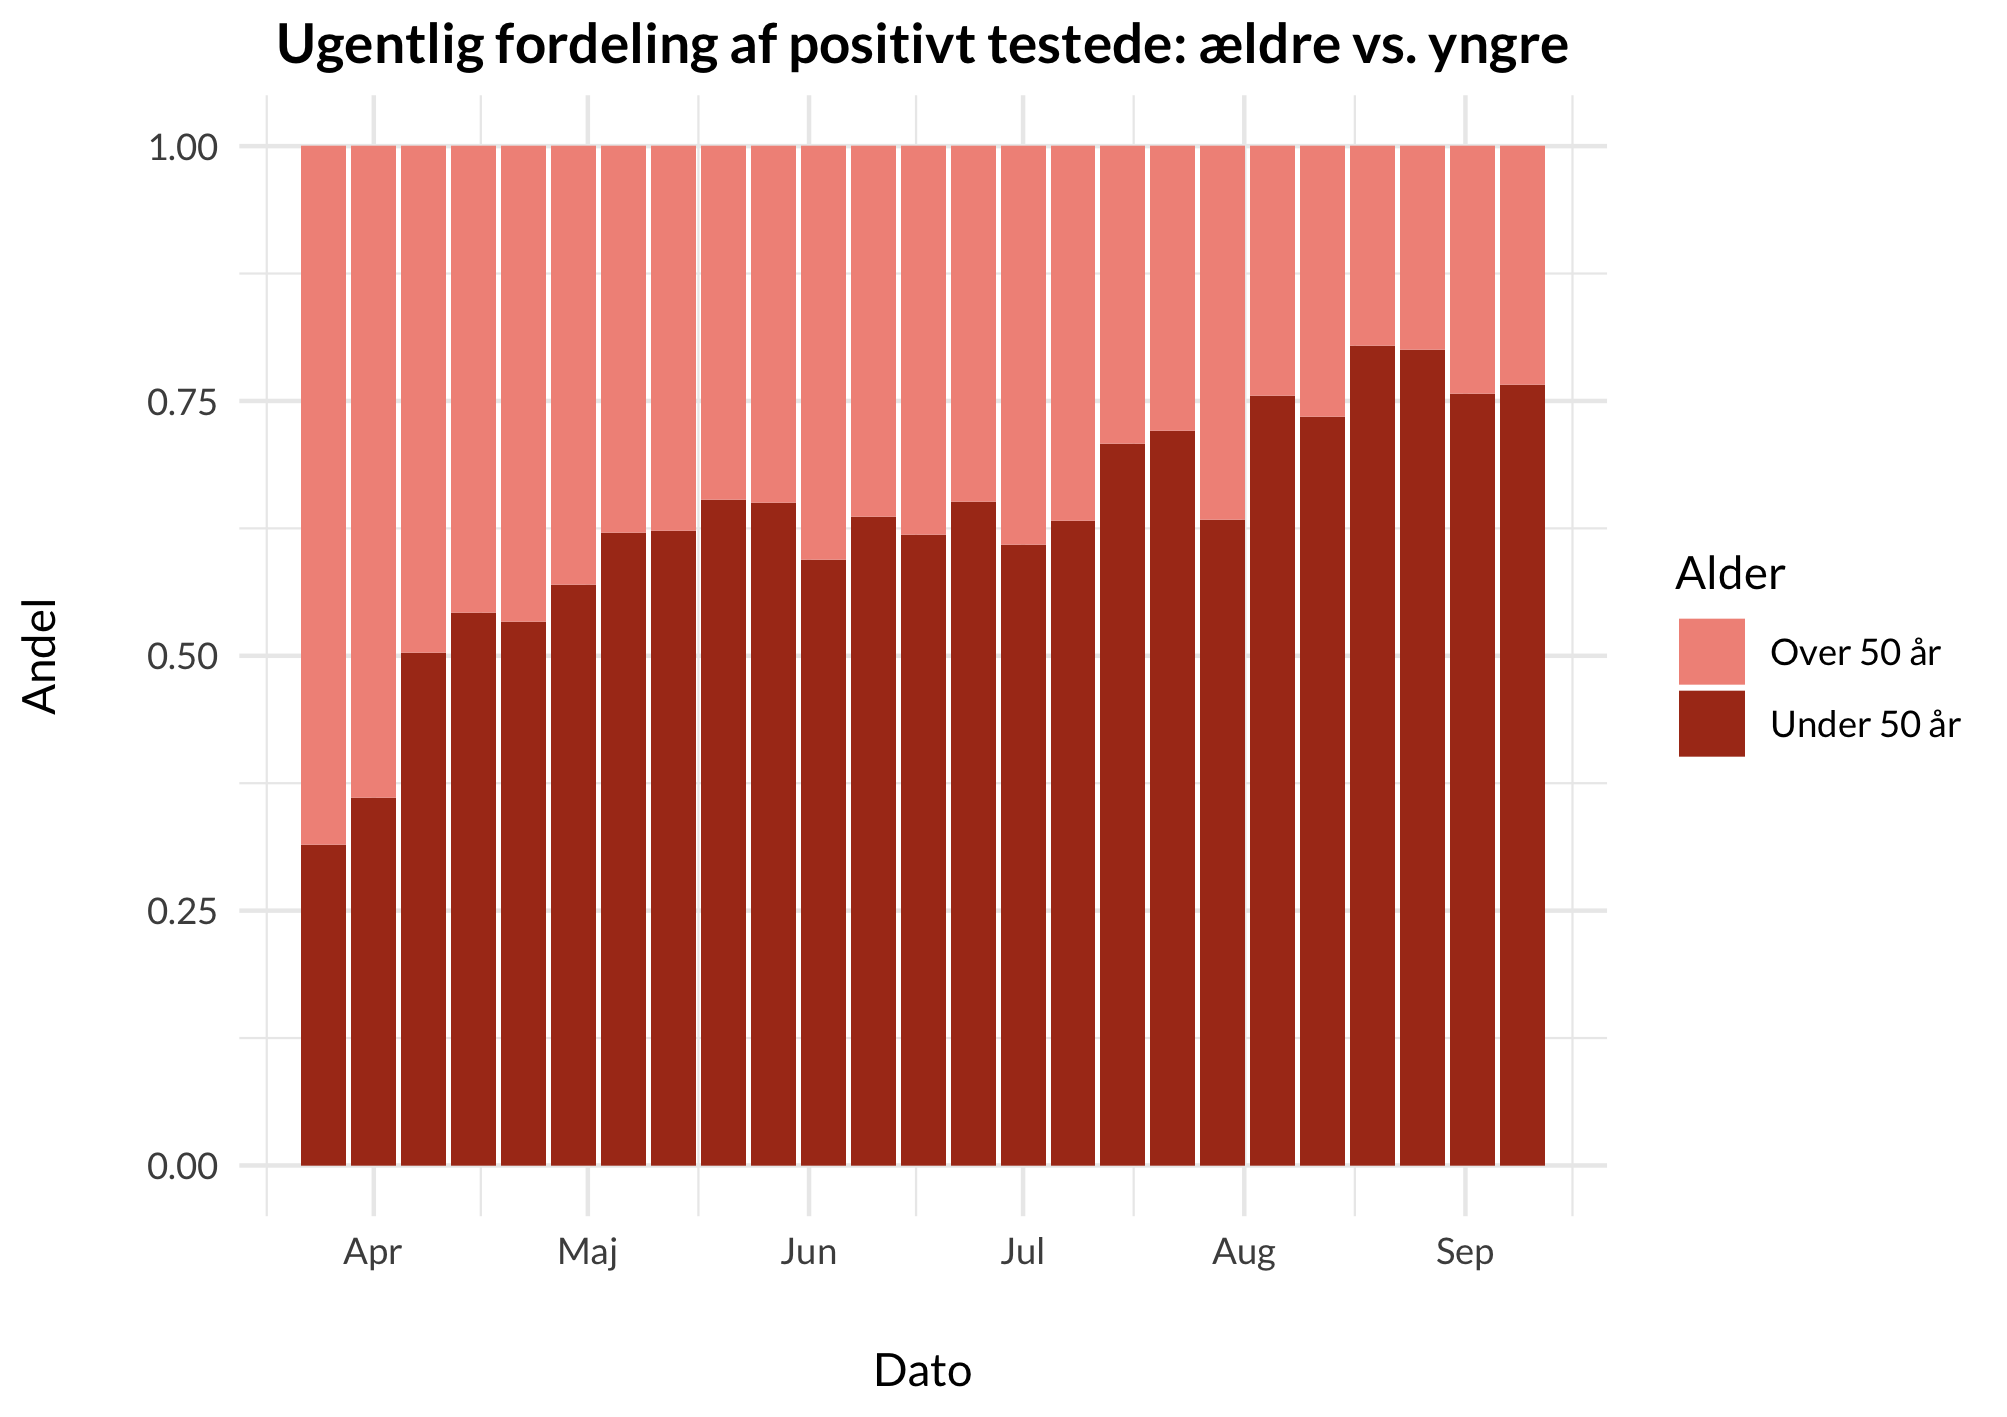 Ugentlig fordeling af positivt testede: ældre vs. yngre
1.00
0.75
0.50
0.25
0.00
Andel
Apr Maj Jun Jul Aug Sep
Dato
Alder
Over 50 år
Under 50 år